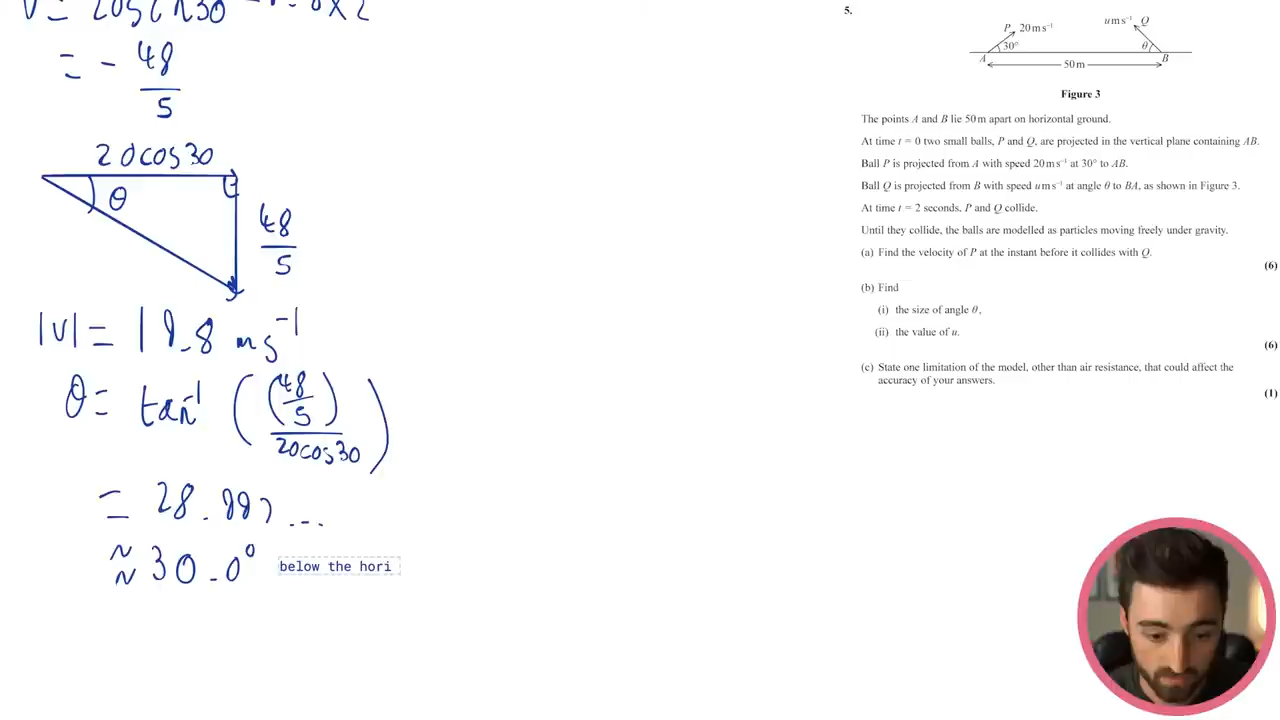 = - 48/5
20cos30
θ
48/5
|v| = 19.8 ms⁻¹
θ = tan⁻¹ ((48/5)/20cos30)
= 28.997...
≈ 30.0°
below the hori
5.
P 20 m s⁻¹
u m s⁻¹ Q
30°
θ
A
B
50 m
Figure 3
The points A and B lie 50 m apart on horizontal ground.
At time t = 0 two small balls, P and Q, are projected in the vertical plane containing AB.
Ball P is projected from A with speed 20 m s⁻¹ at 30° to AB.
Ball Q is projected from B with speed u m s⁻¹ at angle θ to BA, as shown in Figure 3.
At time t = 2 seconds, P and Q collide.
Until they collide, the balls are modelled as particles moving freely under gravity.
(a) Find the velocity of P at the instant before it collides with Q.
(6)
(b) Find
(i) the size of angle θ,
(ii) the value of u.
(6)
(c) State one limitation of the model, other than air resistance, that could affect the
accuracy of your answers.
(1)